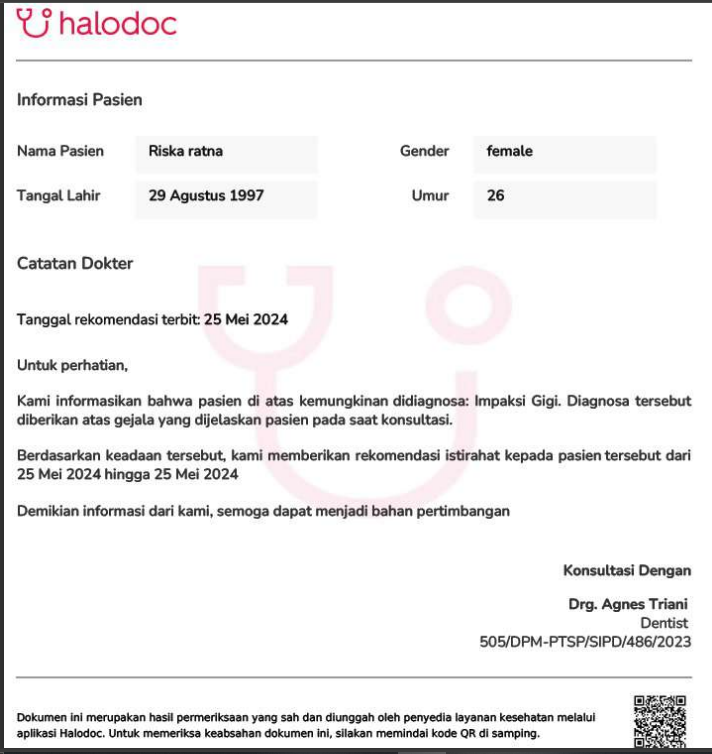 halodoc
Informasi Pasien
Nama Pasien Riska ratna Gender female
Tangal Lahir 29 Agustus 1997 Umur 26
Catatan Dokter
Tanggal rekomendasi terbit: 25 Mei 2024
Untuk perhatian,
Kami informasikan bahwa pasien di atas kemungkinan didiagnosa: Impaksi Gigi. Diagnosa tersebut
diberikan atas gejala yang dijelaskan pasien pada saat konsultasi.
Berdasarkan keadaan tersebut, kami memberikan rekomendasi istirahat kepada pasien tersebut dari
25 Mei 2024 hingga 25 Mei 2024
Demikian informasi dari kami, semoga dapat menjadi bahan pertimbangan
Konsultasi Dengan
Drg. Agnes Triani
Dentist
505/DPM-PTSP/SIPD/486/2023
Dokumen ini merupakan hasil permeriksaan yang sah dan diunggah oleh penyedia layanan kesehatan melalui
aplikasi Halodoc. Untuk memeriksa keabsahan dokumen ini, silakan memindai kode QR di samping.